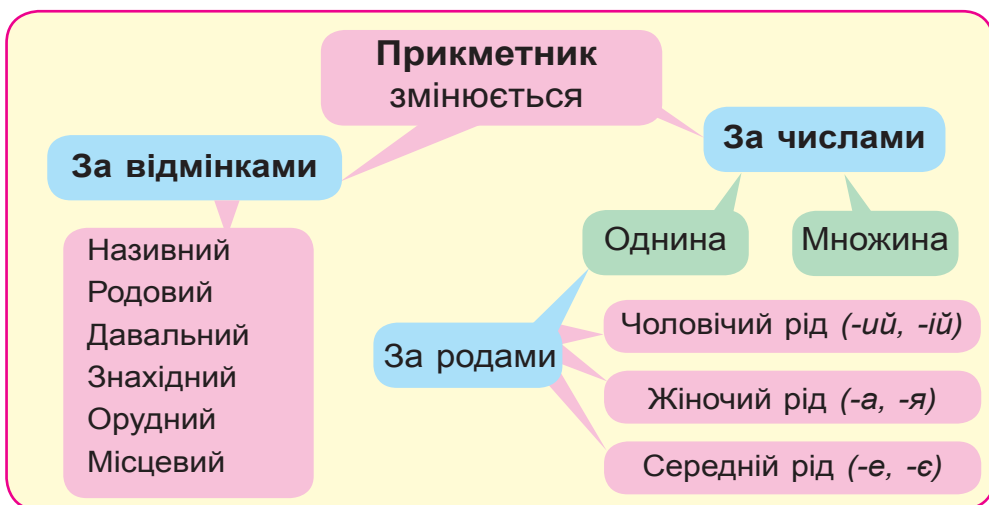 Прикметник
змінюється
За відмінками
Називний
Родовий
Давальний
Знахідний
Орудний
Місцевий
За числами
Однина
Множина
За родами
Чоловічий рід (-ий, -ій)
Жіночий рід (-а, -я)
Середній рід (-е, -є)